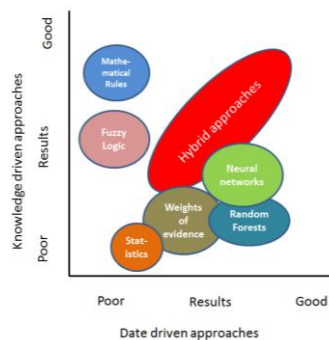 Good
Results
Poor
Knowledge driven approaches
Mathe-
matical
Rules
Fuzzy
Logic
Hybrid approaches
Neural
networks
Weights
of
evidence
Random
Forests
Stat-
istics
Poor
Results
Good
Date driven approaches